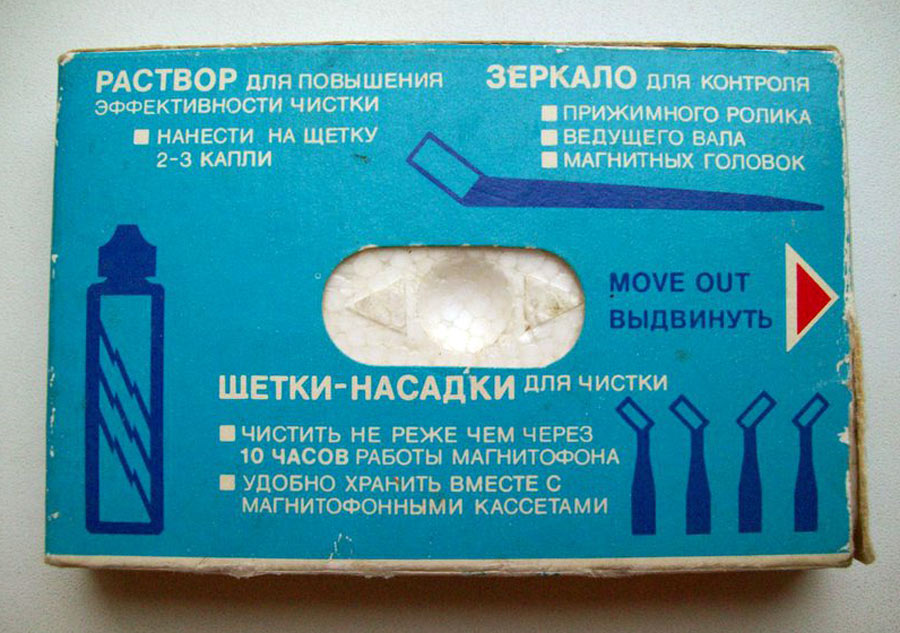 РАСТВОР ДЛЯ ПОВЫШЕНИЯ
ЭФФЕКТИВНОСТИ ЧИСТКИ
НАНЕСТИ НА ЩЕТКУ
2-3 КАПЛИ
ЗЕРКАЛО ДЛЯ КОНТРОЛЯ
ПРИЖИМНОГО РОЛИКА
ВЕДУЩЕГО ВАЛА
МАГНИТНЫХ ГОЛОВОК
MOVE OUT
ВЫДВИНУТЬ
ЩЕТКИ-НАСАДКИ ДЛЯ ЧИСТКИ
ЧИСТИТЬ НЕ РЕЖЕ ЧЕМ ЧЕРЕЗ
10 ЧАСОВ РАБОТЫ МАГНИТОФОНА
УДОБНО ХРАНИТЬ ВМЕСТЕ С
МАГНИТОФОННЫМИ КАССЕТАМИ